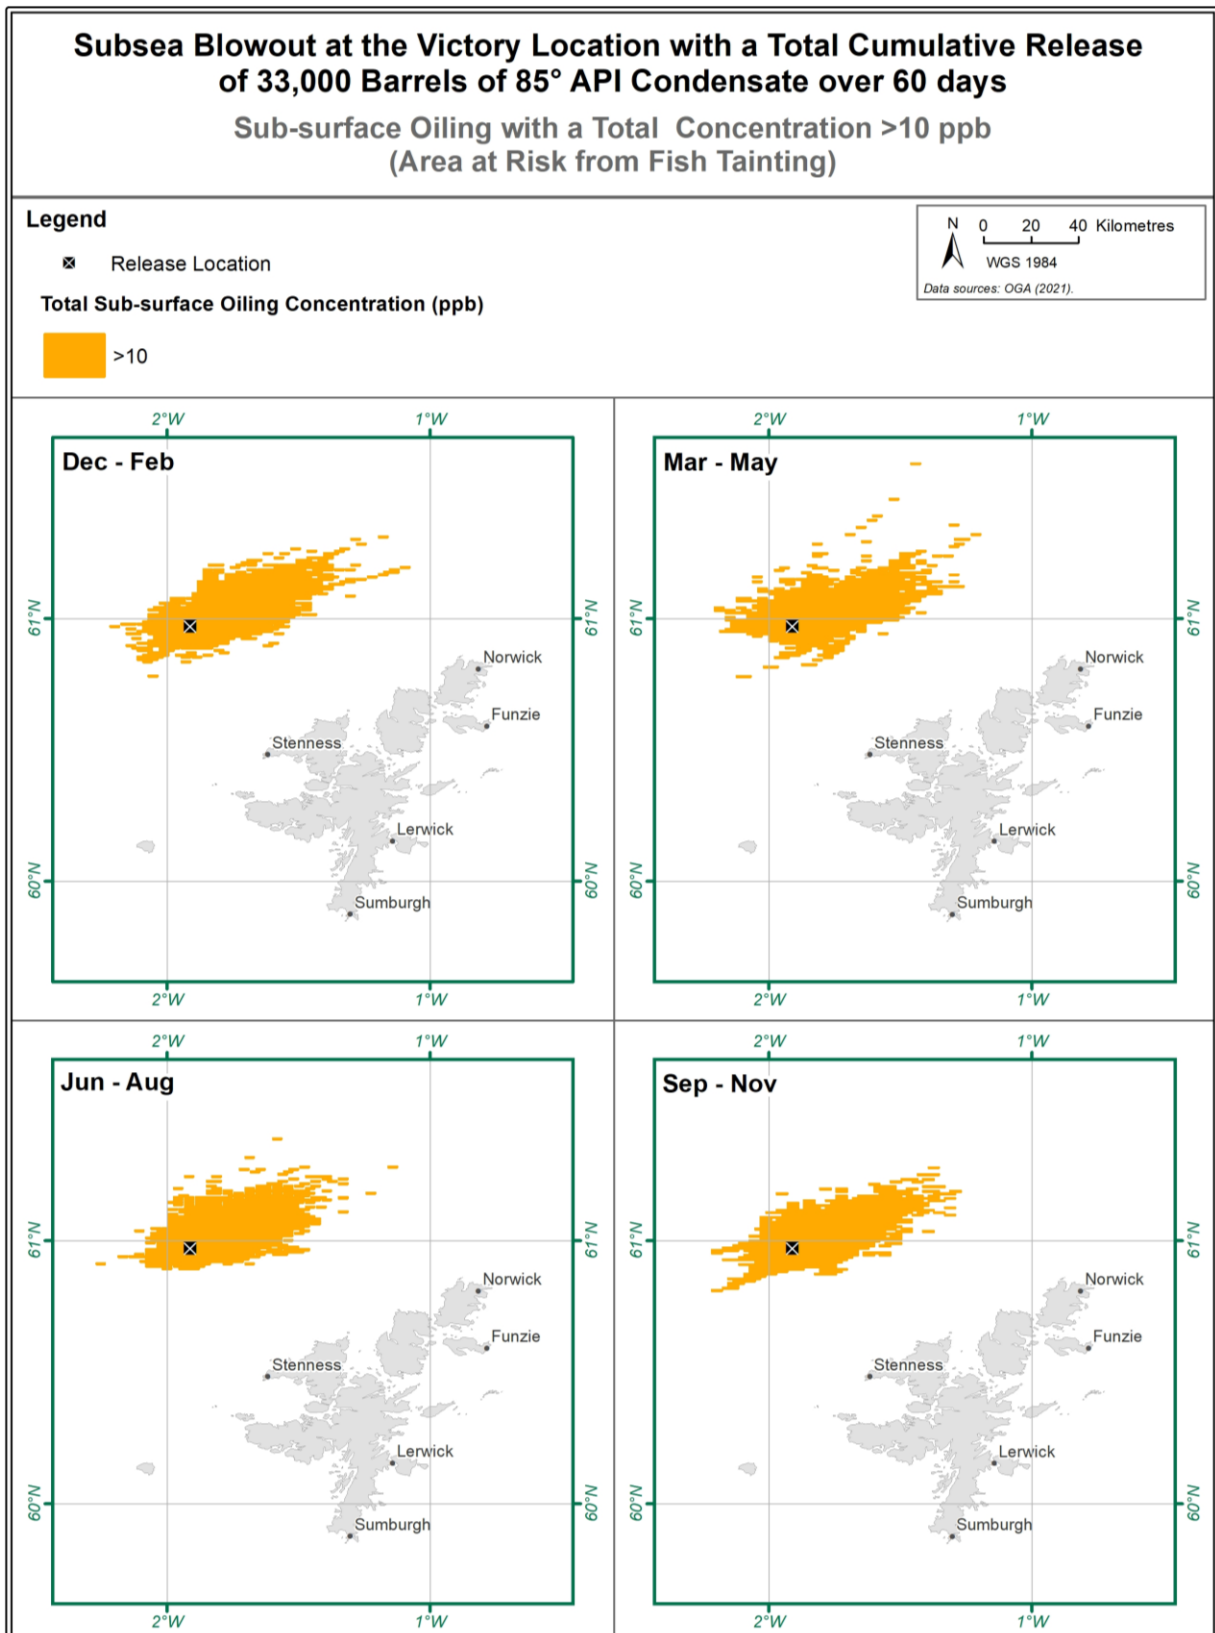 Subsea Blowout at the Victory Location with a Total Cumulative Release
of 33,000 Barrels of 85° API Condensate over 60 days
Sub-surface Oiling with a Total Concentration >10 ppb
(Area at Risk from Fish Tainting)
Legend
Release Location
Total Sub-surface Oiling Concentration (ppb)
>10
N 0 20 40 Kilometres
WGS 1984
Data sources: OGA (2021).
2°W 1°W
Dec - Feb
61°N
Norwick
Funzie
Stenness
Lerwick
60°N
Sumburgh
2°W 1°W
2°W 1°W
Mar - May
61°N
Norwick
Funzie
Stenness
Lerwick
60°N 60°N
Sumburgh
2°W 1°W
61°N
60°N
2°W 1°W
Jun - Aug
61°N
Norwick
Funzie
Stenness
Lerwick
60°N
Sumburgh
2°W 1°W
61°N
60°N
2°W 1°W
Sep - Nov
61°N
61°N
Norwick
Funzie
Stenness
Lerwick
60°N
60°N
Sumburgh
2°W 1°W